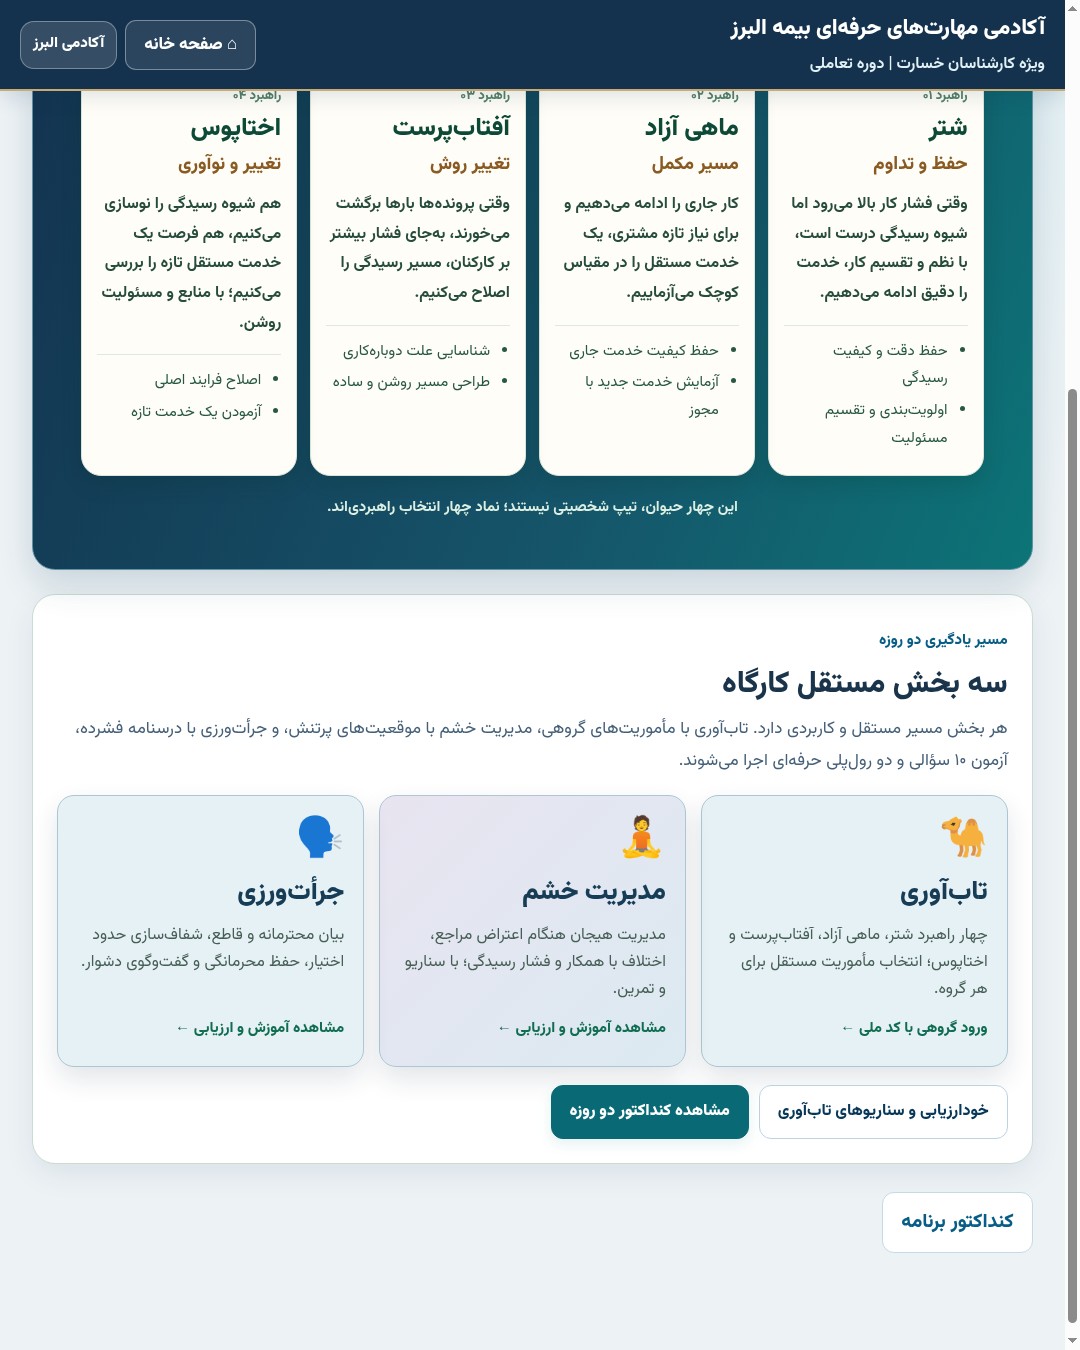 آکادمی مهارت‌های حرفه‌ای بیمه البرز
ویژه کارشناسان خسارت | دوره تعاملی
⌂ صفحه خانه
آکادمی البرز
راهبرد ۰۱
شتر
حفظ و تداوم
وقتی فشار کار بالا می‌رود اما
شیوه رسیدگی درست است،
با نظم و تقسیم کار، خدمت
را دقیق ادامه می‌دهیم.
• حفظ دقت و کیفیت
رسیدگی
• اولویت‌بندی و تقسیم
مسئولیت
راهبرد ۰۲
ماهی آزاد
مسیر مکمل
کار جاری را ادامه می‌دهیم و
برای نیاز تازه مشتری، یک
خدمت مستقل را در مقیاس
کوچک می‌آزماییم.
• حفظ کیفیت خدمت جاری
• آزمایش خدمت جدید با
مجوز
راهبرد ۰۳
آفتاب‌پرست
تغییر روش
وقتی پرونده‌ها بارها برگشت
می‌خورند، به‌جای فشار بیشتر
بر کارکنان، مسیر رسیدگی را
اصلاح می‌کنیم.
• شناسایی علت دوباره‌کاری
• طراحی مسیر روشن و ساده
راهبرد ۰۴
اختاپوس
تغییر و نوآوری
هم شیوه رسیدگی را نوسازی
می‌کنیم، هم فرصت یک
خدمت مستقل تازه را بررسی
می‌کنیم؛ با منابع و مسئولیت
روشن.
• اصلاح فرایند اصلی
• آزمودن یک خدمت تازه
این چهار حیوان، تیپ شخصیتی نیستند؛ نماد چهار انتخاب راهبردی‌اند.
مسیر یادگیری دو روزه
سه بخش مستقل کارگاه
هر بخش مسیر مستقل و کاربردی دارد. تاب‌آوری با مأموریت‌های گروهی، مدیریت خشم با موقعیت‌های پرتنش، و جرأت‌ورزی با درسنامه فشرده،
آزمون ۱۰ سؤالی و دو رول‌پلی حرفه‌ای اجرا می‌شوند.
تاب‌آوری
چهار راهبرد شتر، ماهی آزاد، آفتاب‌پرست و
اختاپوس؛ انتخاب مأموریت مستقل برای
هر گروه.
ورود گروهی با کد ملی ←
مدیریت خشم
مدیریت هیجان هنگام اعتراض مراجع،
اختلاف با همکار و فشار رسیدگی؛ با سناریو
و تمرین.
مشاهده آموزش و ارزیابی ←
جرأت‌ورزی
بیان محترمانه و قاطع، شفاف‌سازی حدود
اختیار، حفظ محرمانگی و گفت‌وگوی دشوار.
مشاهده آموزش و ارزیابی ←
خودارزیابی و سناریوهای تاب‌آوری
مشاهده کنداکتور دو روزه
کنداکتور برنامه